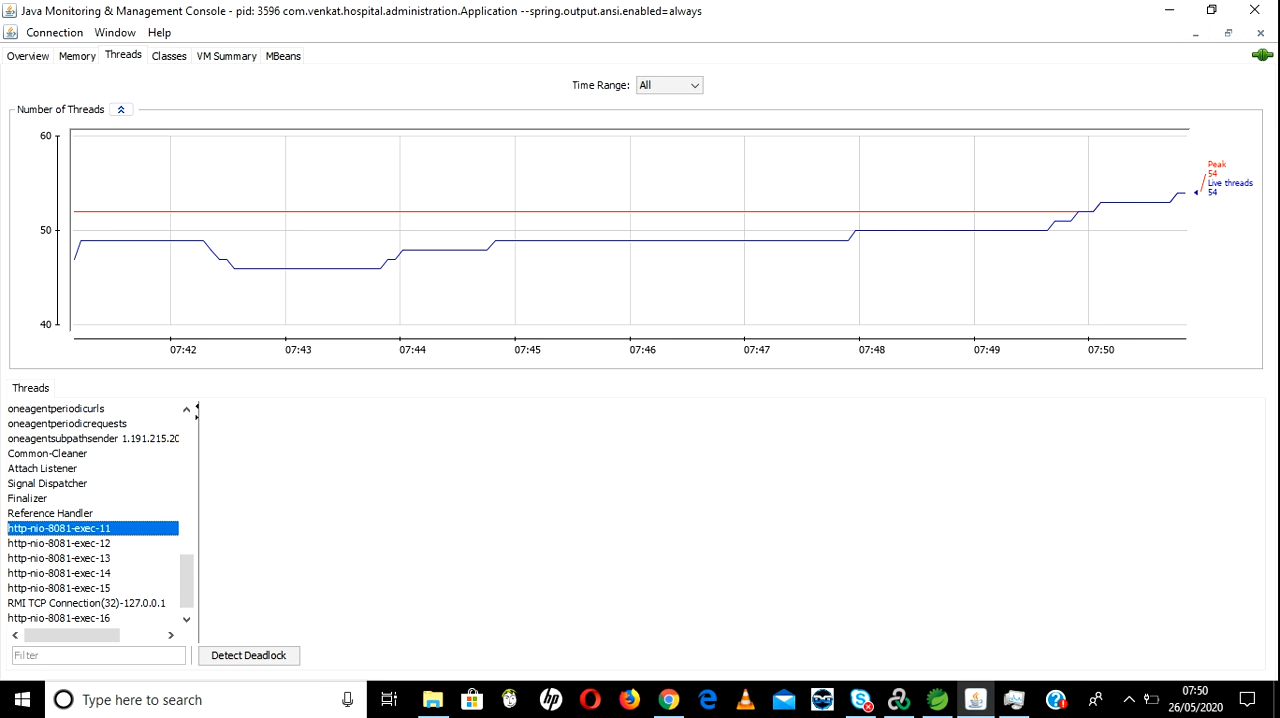 Java Monitoring & Management Console - pid: 3596 com.venkat.hospital.administration.Application --spring.output.ansi.enabled=always
Connection Window Help
Overview Memory Threads Classes VM Summary MBeans
Time Range: All
Number of Threads
60
50
40
Peak
54
Live threads
54
07:42 07:43 07:44 07:45 07:46 07:47 07:48 07:49 07:50
Threads
oneagentperiodicurls
oneagentperiodicrequests
oneagentsubpathsender 1.191.215.20
Common-Cleaner
Attach Listener
Signal Dispatcher
Finalizer
Reference Handler
http-nio-8081-exec-11
http-nio-8081-exec-12
http-nio-8081-exec-13
http-nio-8081-exec-14
http-nio-8081-exec-15
RMI TCP Connection(32)-127.0.0.1
http-nio-8081-exec-16
Filter
Detect Deadlock
Type here to search
hp
07:50
26/05/2020